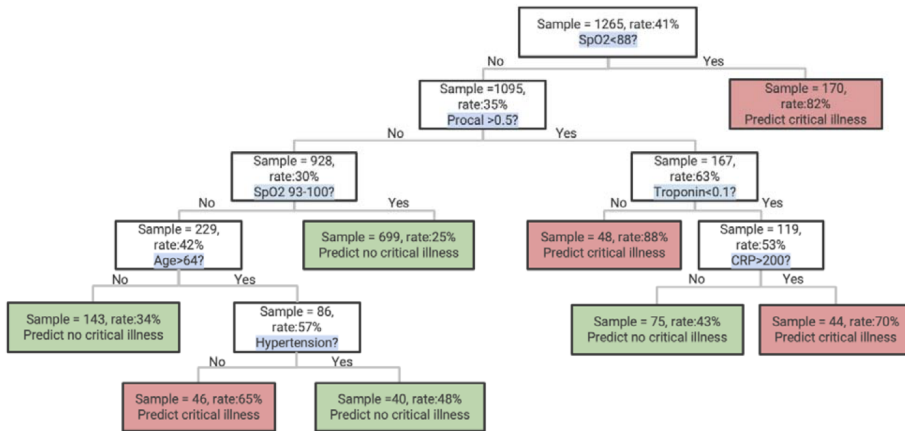 Sample = 1265, rate:41%
SpO2<88?
No
Yes
Sample =1095,
rate:35%
Procal >0.5?
Sample = 170,
rate:82%
Predict critical illness
No
Yes
Sample = 928,
rate:30%
SpO2 93-100?
Sample = 167,
rate:63%
Troponin<0.1?
No
Yes
No
Yes
Sample = 229,
rate:42%
Age>64?
Sample = 699, rate:25%
Predict no critical illness
Sample = 48, rate:88%
Predict critical illness
Sample = 119,
rate:53%
CRP>200?
No
Yes
No
Yes
Sample = 143, rate:34%
Predict no critical illness
Sample = 86,
rate:57%
Hypertension?
Sample = 75, rate:43%
Predict no critical illness
Sample = 44, rate:70%
Predict critical illness
No
Yes
Sample = 46, rate:65%
Predict critical illness
Sample =40, rate:48%
Predict no critical illness